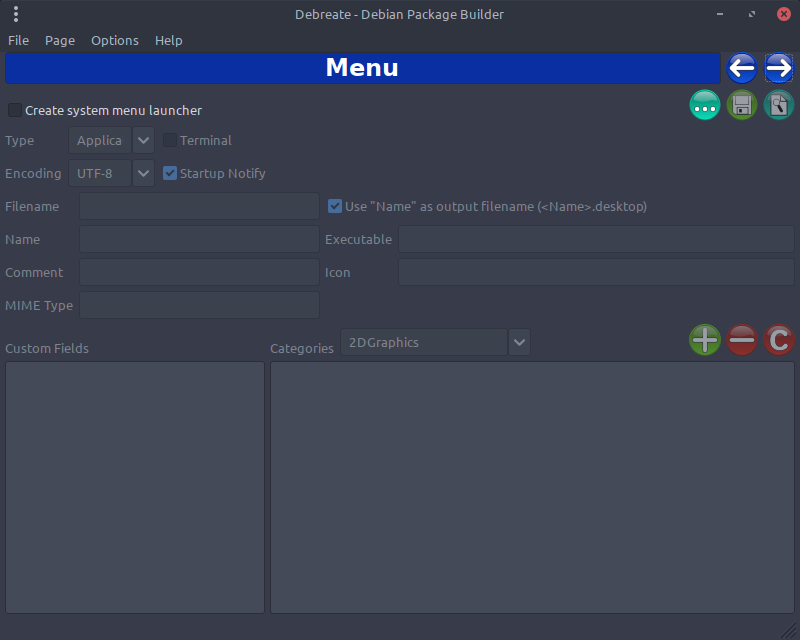 Debreate - Debian Package Builder
File Page Options Help
Menu
Create system menu launcher
Type Applica Terminal
Encoding UTF-8 Startup Notify
Filename Use "Name" as output filename (<Name>.desktop)
Name Executable
Comment Icon
MIME Type
Custom Fields Categories 2DGraphics C